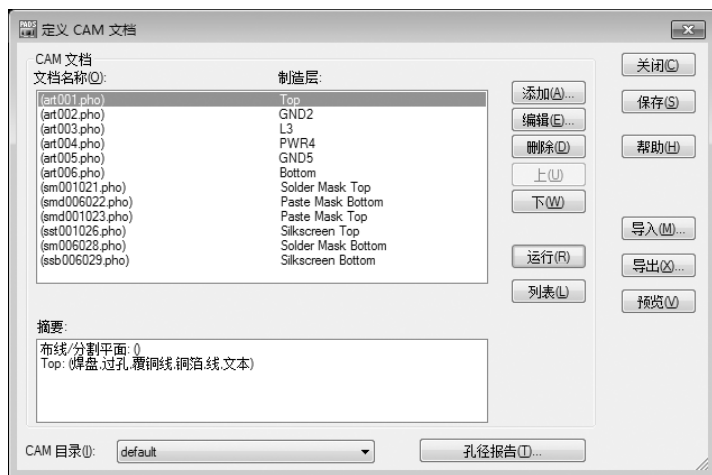 PADS 定义 CAM 文档
CAM 文档
文档名称(O): 制造层:
(art001.pho) Top
(art002.pho) GND2
(art003.pho) L3
(art004.pho) PWR4
(art005.pho) GND5
(art006.pho) Bottom
(sm001021.pho) Solder Mask Top
(smd006022.pho) Paste Mask Bottom
(smd001023.pho) Paste Mask Top
(sst001026.pho) Silkscreen Top
(sm006028.pho) Solder Mask Bottom
(ssb006029.pho) Silkscreen Bottom
添加(A)...
编辑(E)...
删除(D)
上(U)
下(W)
运行(R)
列表(L)
关闭(C)
保存(S)
帮助(H)
导入(M)...
导出(X)...
预览(V)
摘要:
布线/分割平面: ()
Top: (焊盘,过孔,覆铜线,铜箔,线,文本)
CAM 目录(I): default
孔径报告(T)...